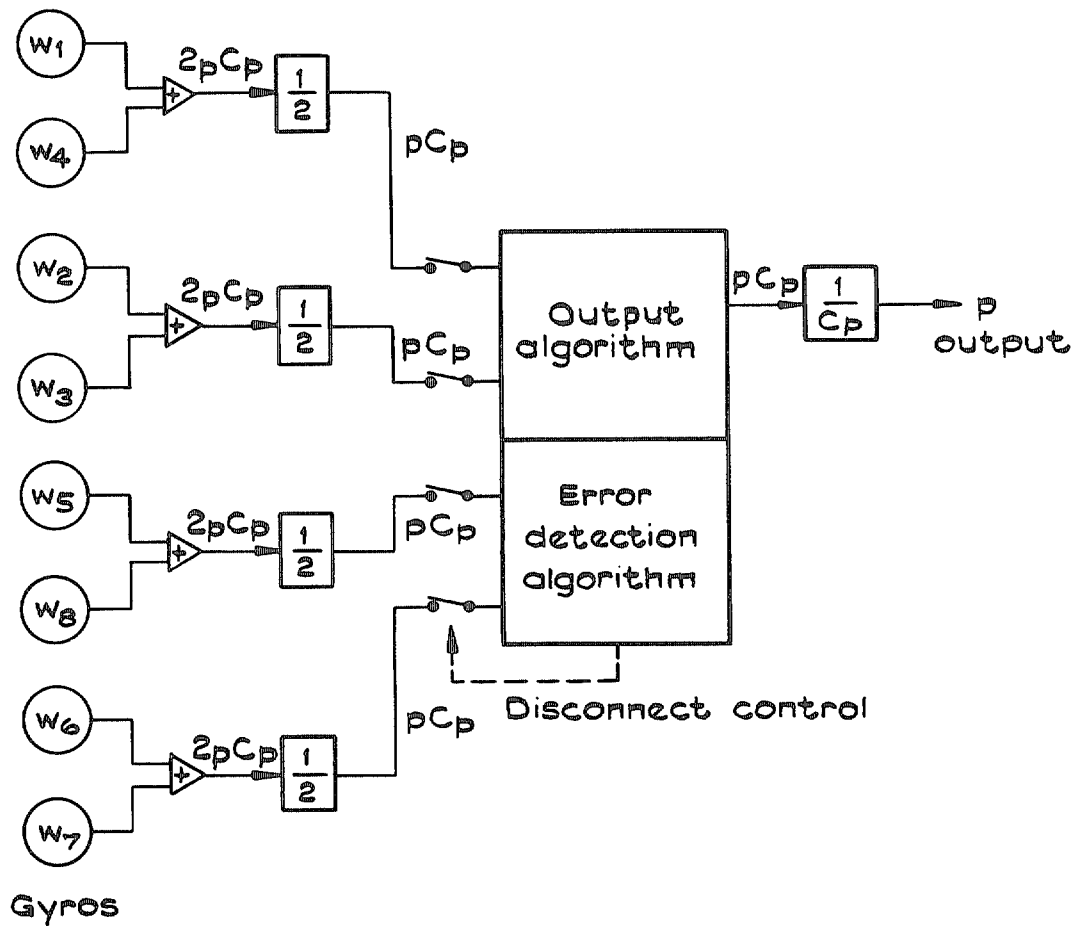 W1
2pCp
1
2
W4
pCp
W2
2pCp
1
2
pCp
W3
Output
algorithm
pCp
1
Cp
p
output
W5
2pCp
1
2
pCp
W8
Error
detection
algorithm
W6
2pCp
1
2
pCp
W7
Disconnect control
Gyros